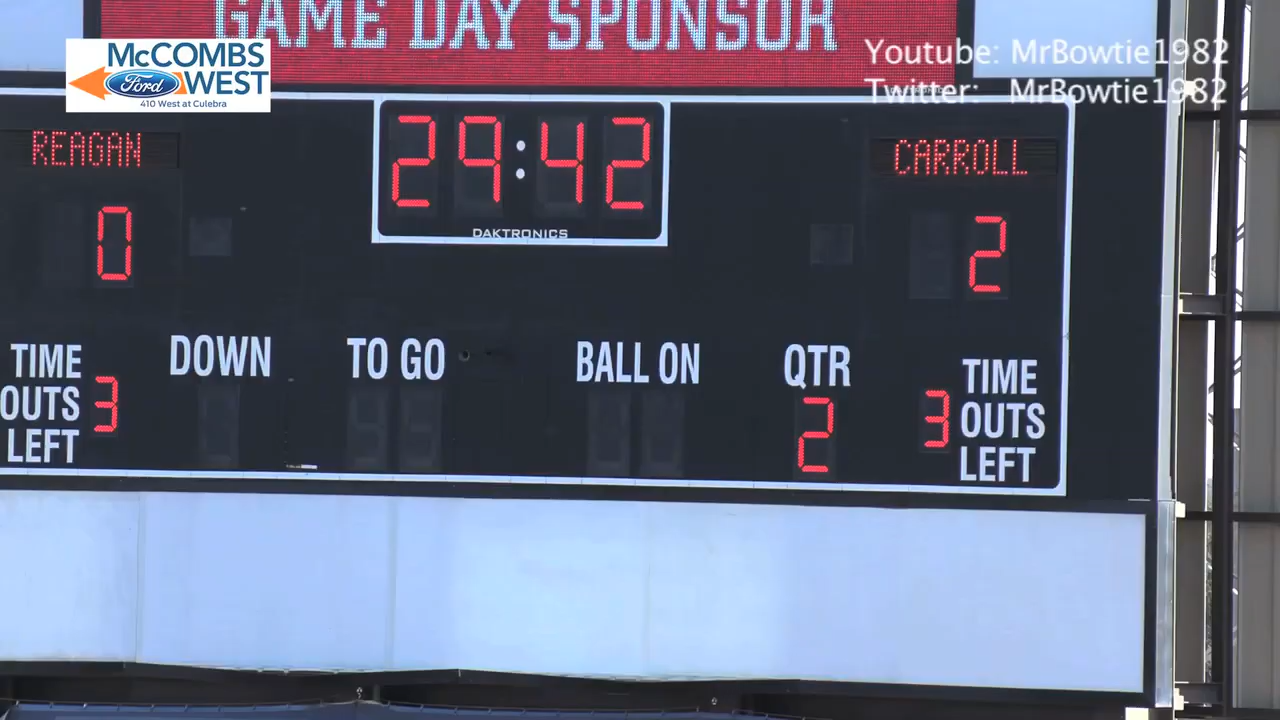 GAME DAY SPONSOR
McCOMBS
Ford WEST
410 West at Culebra
Youtube: MrBowtie1982
Twitter: MrBowtie1982
REAGAN
29:42
CARROLL
DAKTRONICS
0
2
TIME OUTS LEFT
3
DOWN
TO GO
BALL ON
QTR
2
3
TIME OUTS LEFT